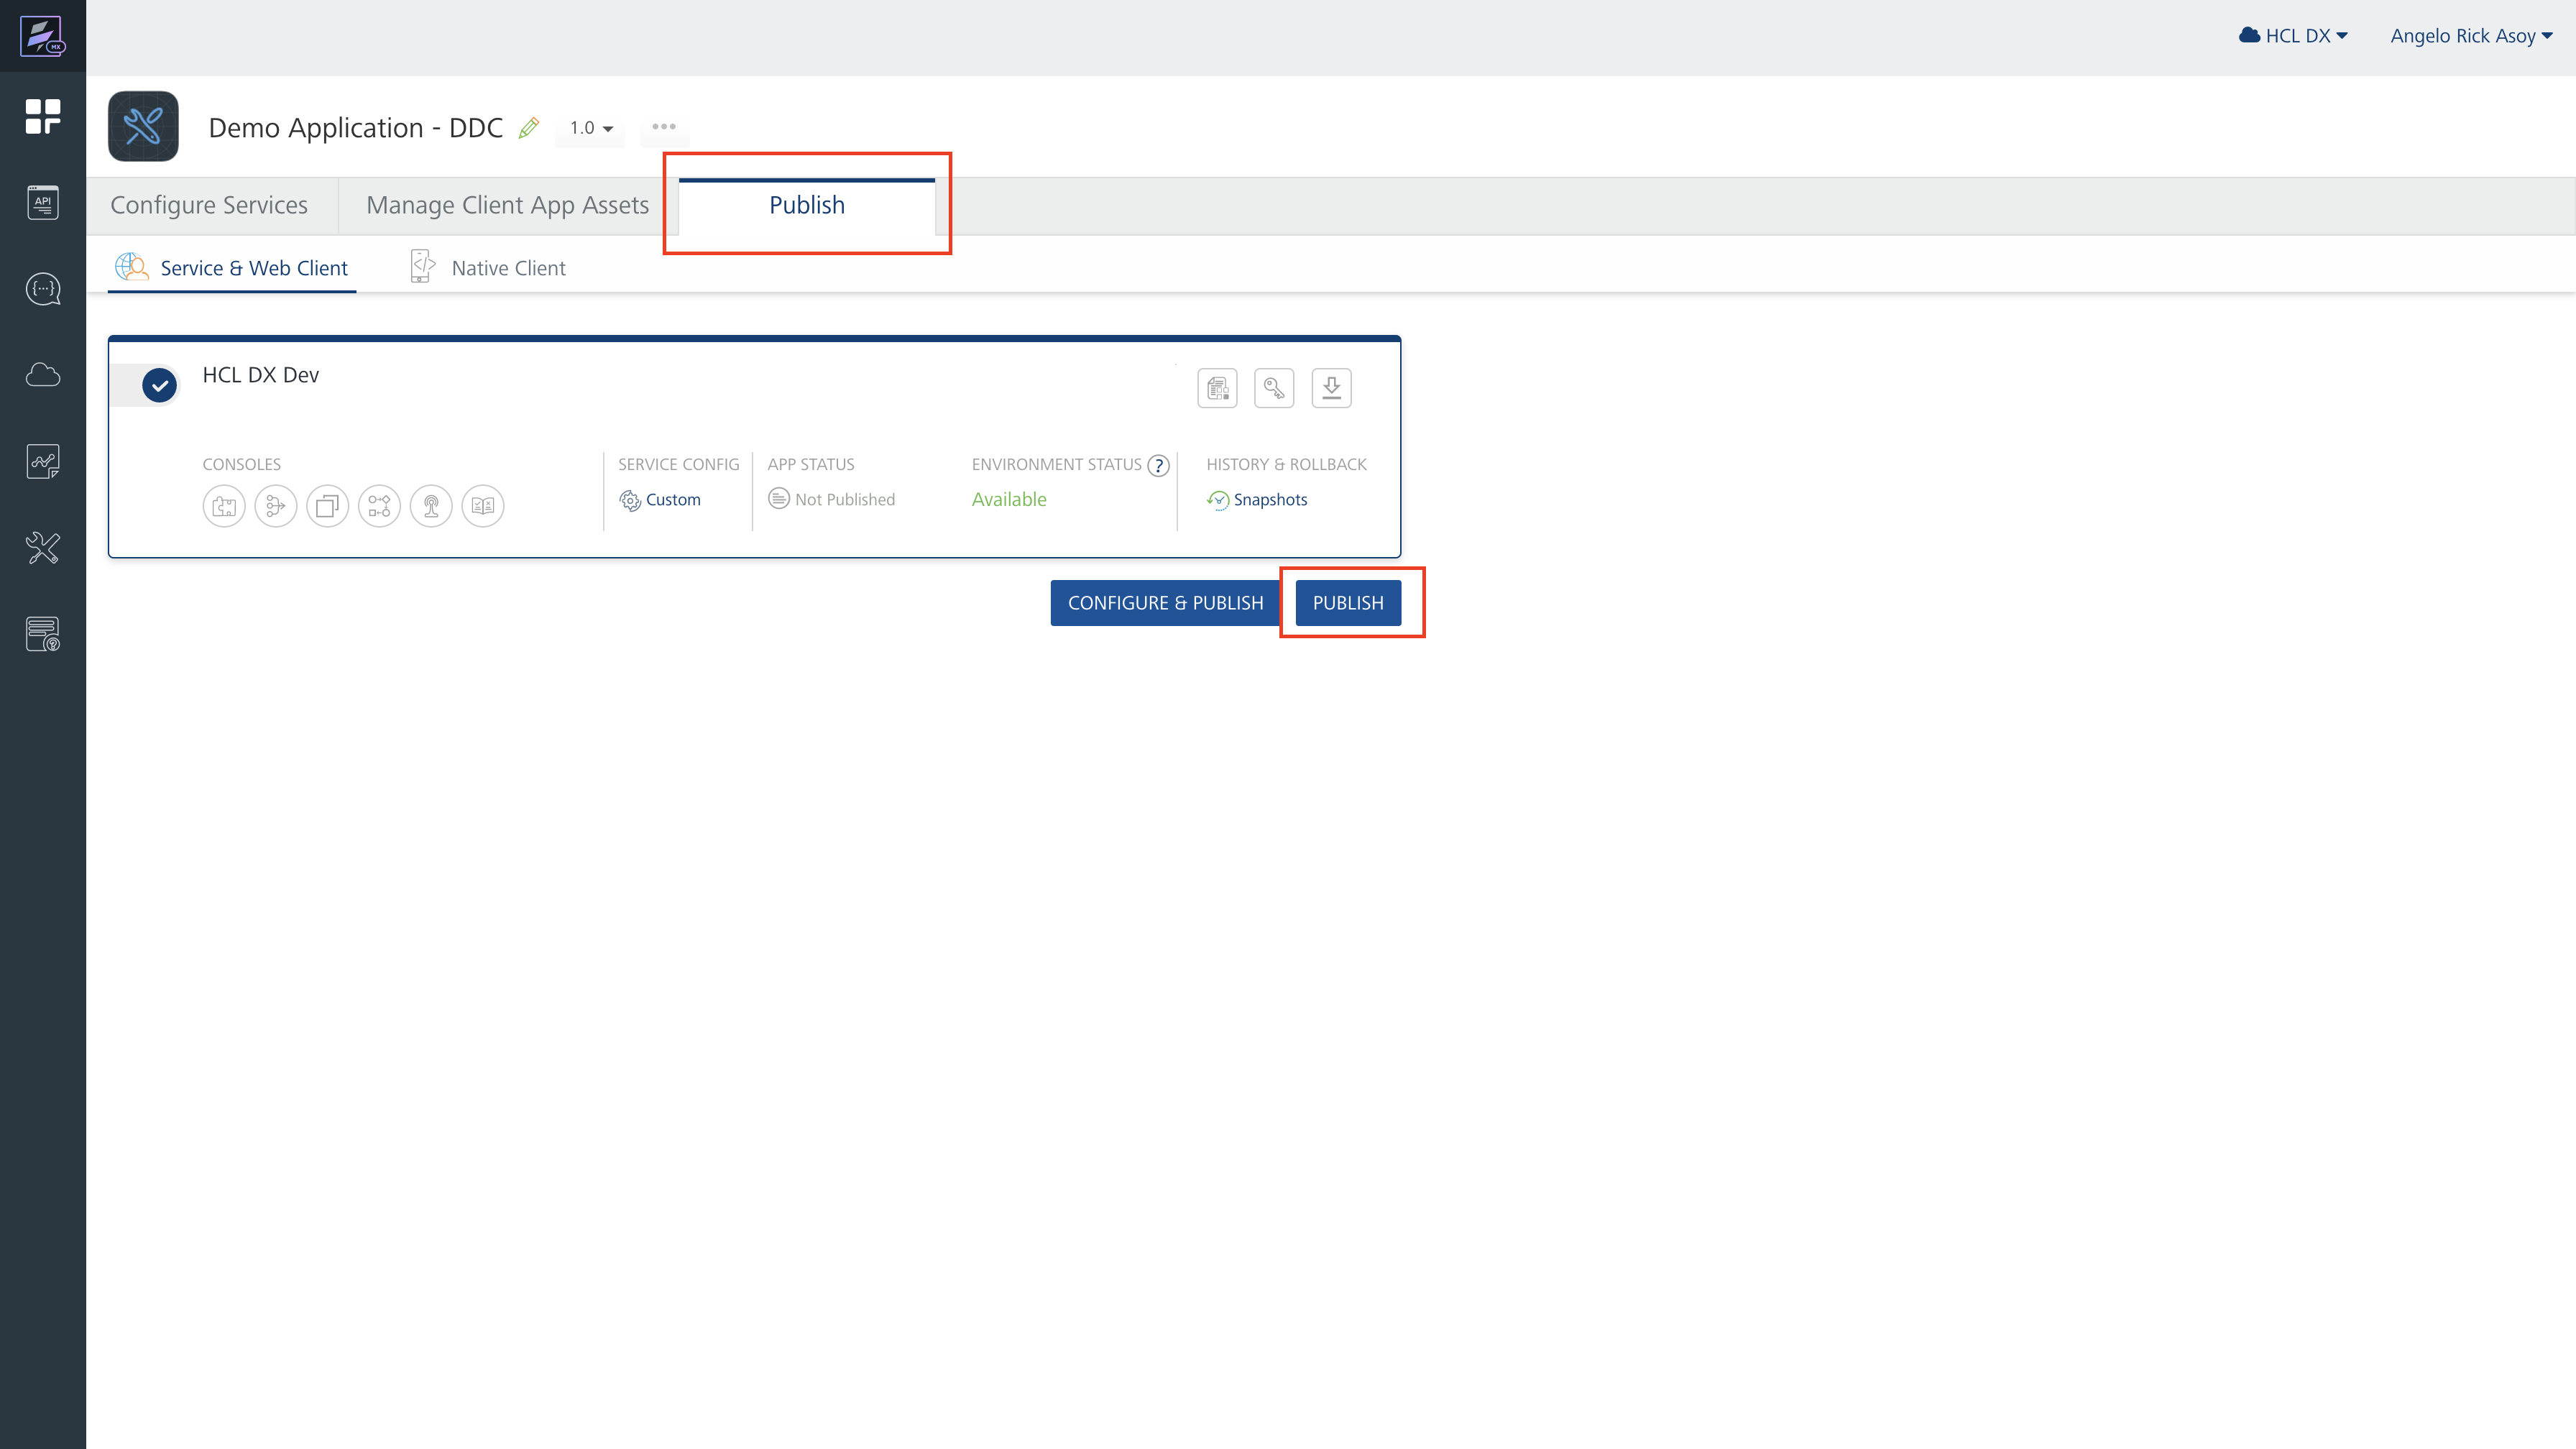 MX
HCL DX
Angelo Rick Asoy
Demo Application - DDC
1.0
API
Configure Services
Manage Client App Assets
Publish
Service & Web Client
Native Client
HCL DX Dev
CONSOLES
SERVICE CONFIG
APP STATUS
ENVIRONMENT STATUS ?
HISTORY & ROLLBACK
Custom
Not Published
Available
Snapshots
CONFIGURE & PUBLISH
PUBLISH